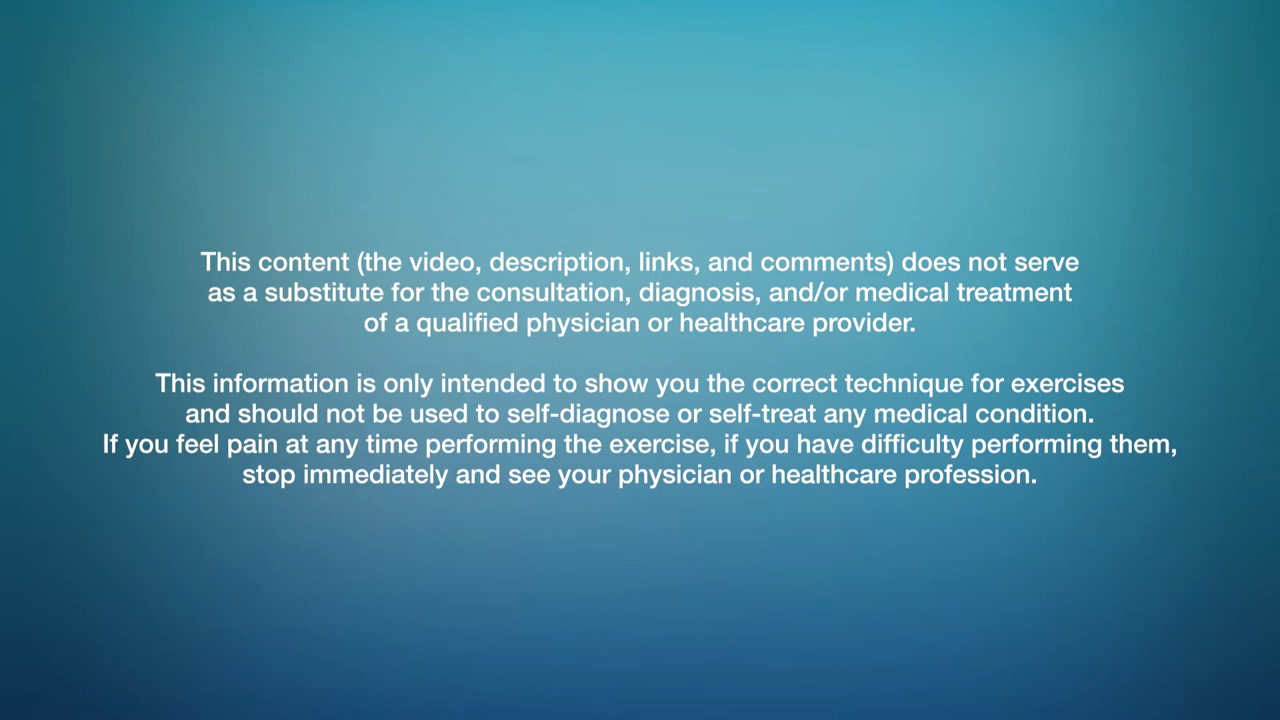 This content (the video, description, links, and comments) does not serve
as a substitute for the consultation, diagnosis, and/or medical treatment
of a qualified physician or healthcare provider.
This information is only intended to show you the correct technique for exercises
and should not be used to self-diagnose or self-treat any medical condition.
If you feel pain at any time performing the exercise, if you have difficulty performing them,
stop immediately and see your physician or healthcare profession.